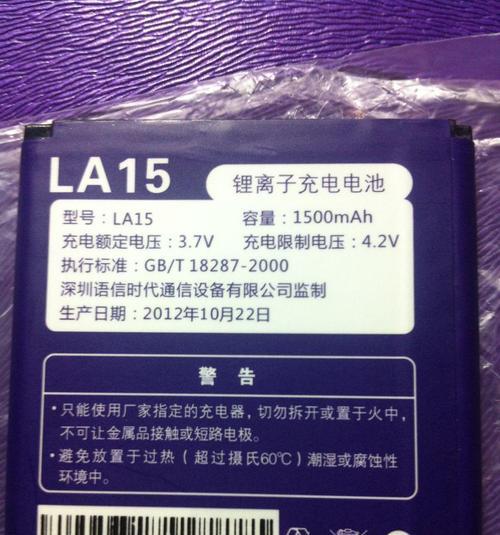 LA15
锂离子充电电池
型号：LA15 容量：1500mAh
充电额定电压：3.7V 充电限制电压：4.2V
执行标准：GB/T 18287-2000
深圳语信时代通信设备有限公司监制
生产日期：2012年10月22日
警 告
·只能使用厂家指定的充电器，切勿拆开或置于火中，
不可让金属品接触或短路电极。
·避免放置于过热（超过摄氏60℃）潮湿或腐蚀性
环境中。